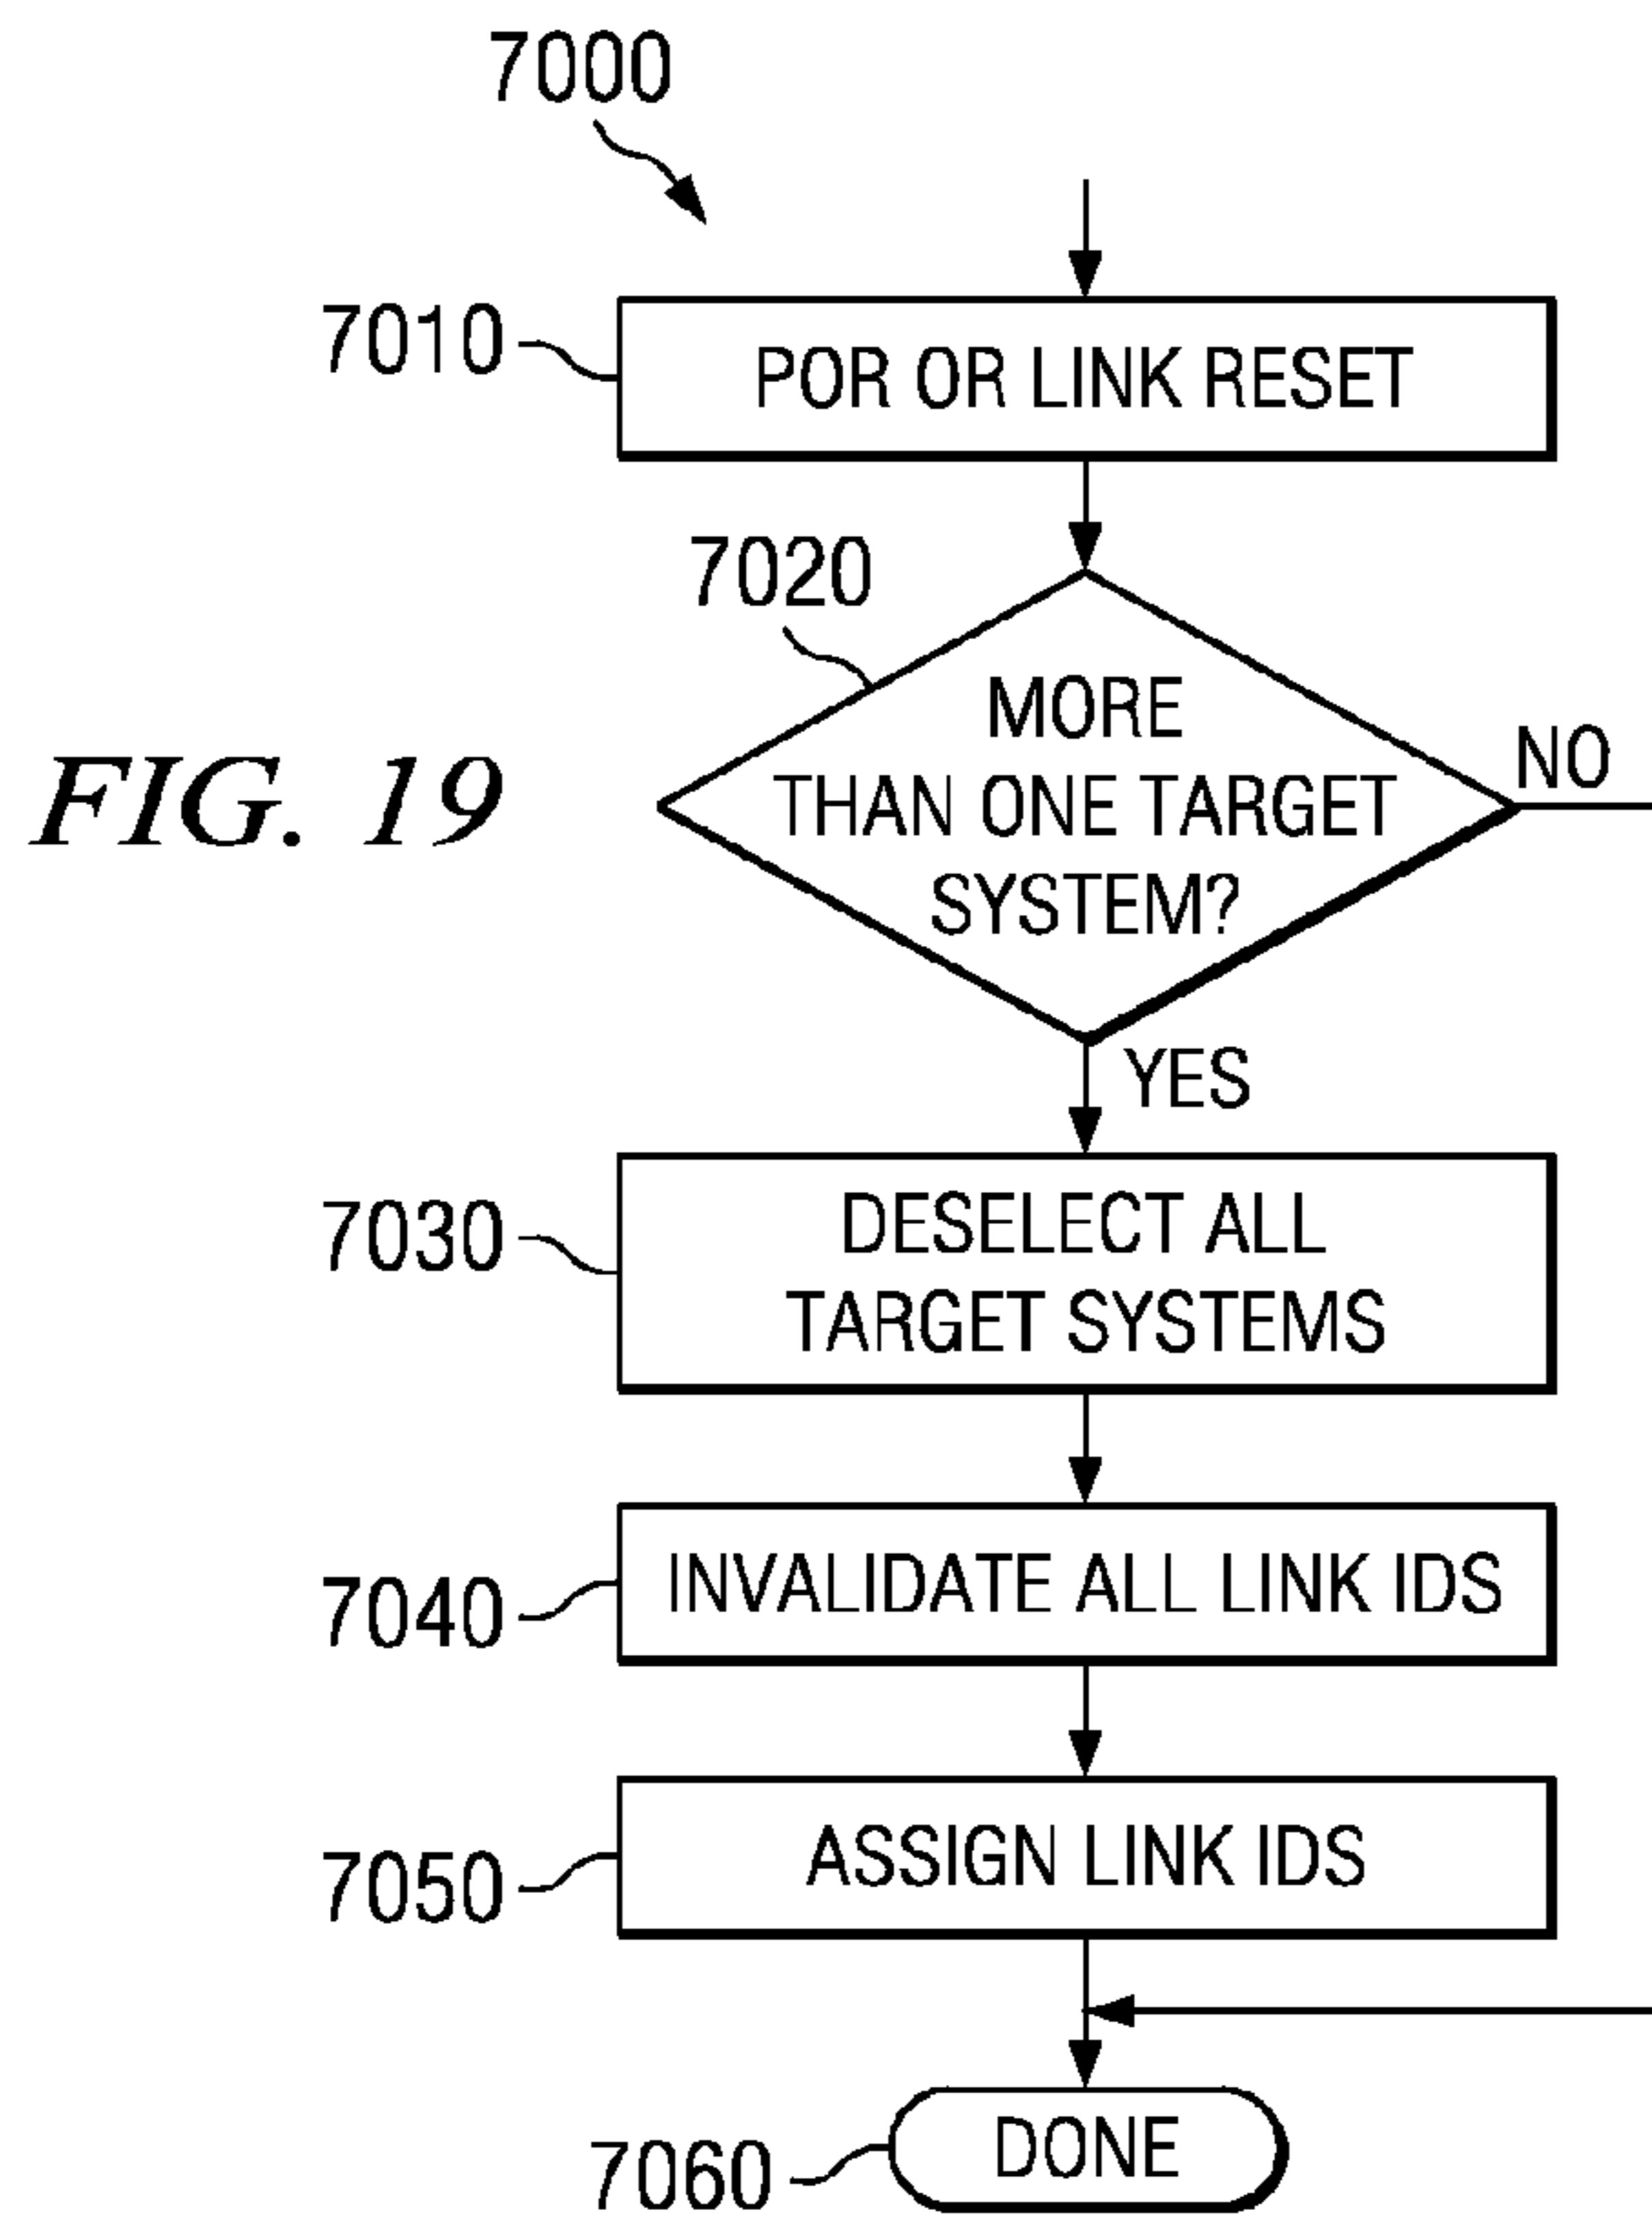 7000
7010
POR OR LINK RESET
7020
MORE
THAN ONE TARGET
SYSTEM?
NO
FIG. 19
YES
7030
DESELECT ALL
TARGET SYSTEMS
7040
INVALIDATE ALL LINK IDS
7050
ASSIGN LINK IDS
7060
DONE